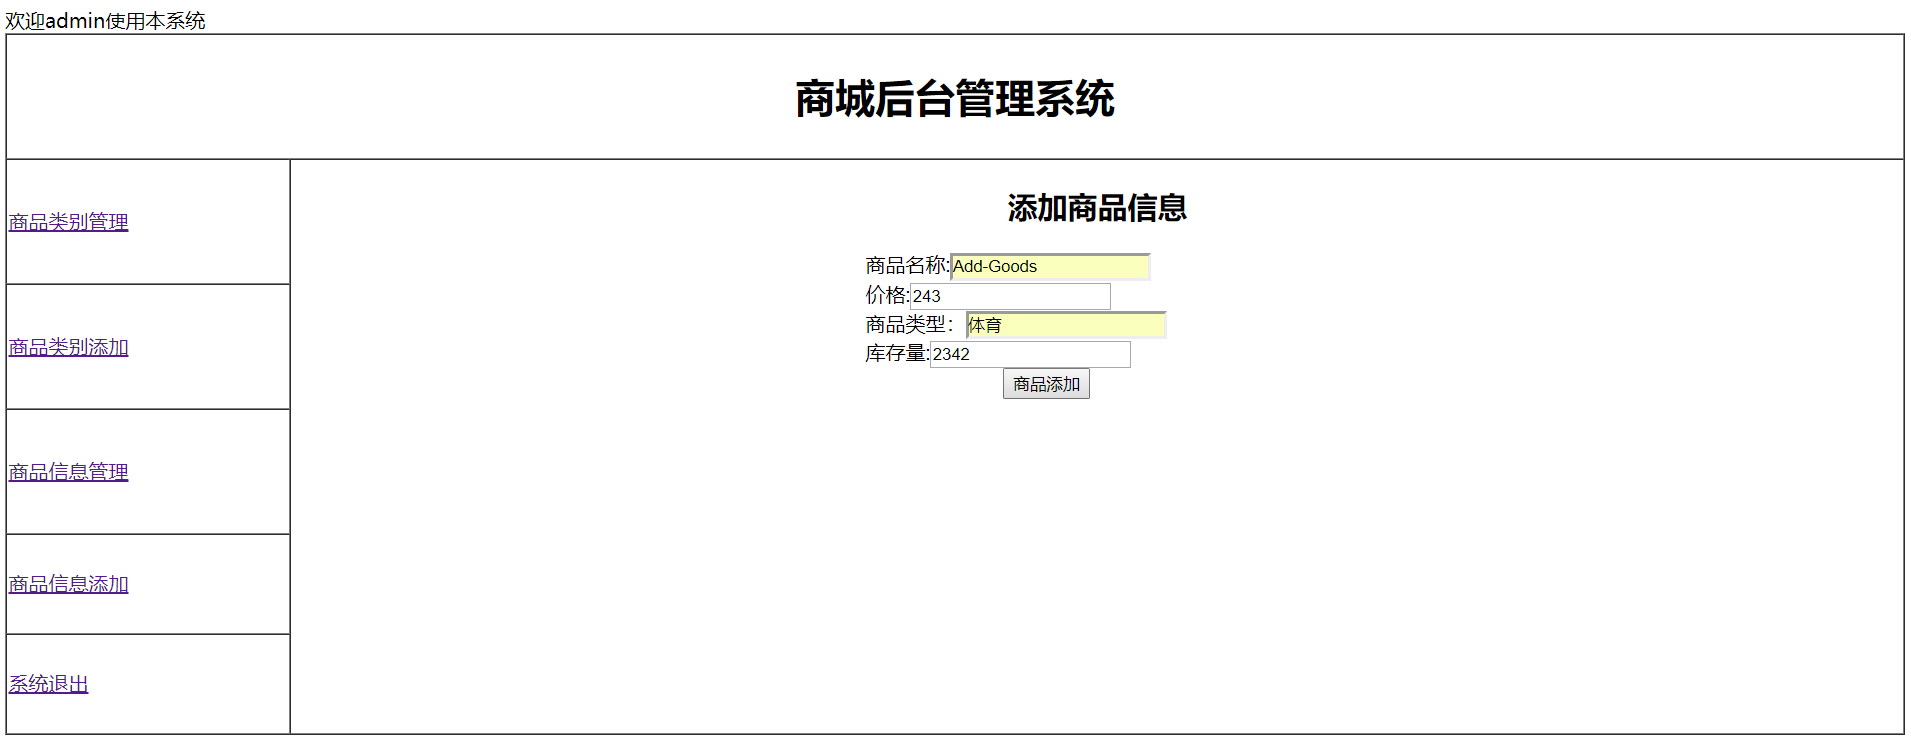 欢迎admin使用本系统
商城后台管理系统
商品类别管理
商品类别添加
商品信息管理
商品信息添加
系统退出
添加商品信息
商品名称:Add-Goods
价格:243
商品类型：体育
库存量:2342
商品添加